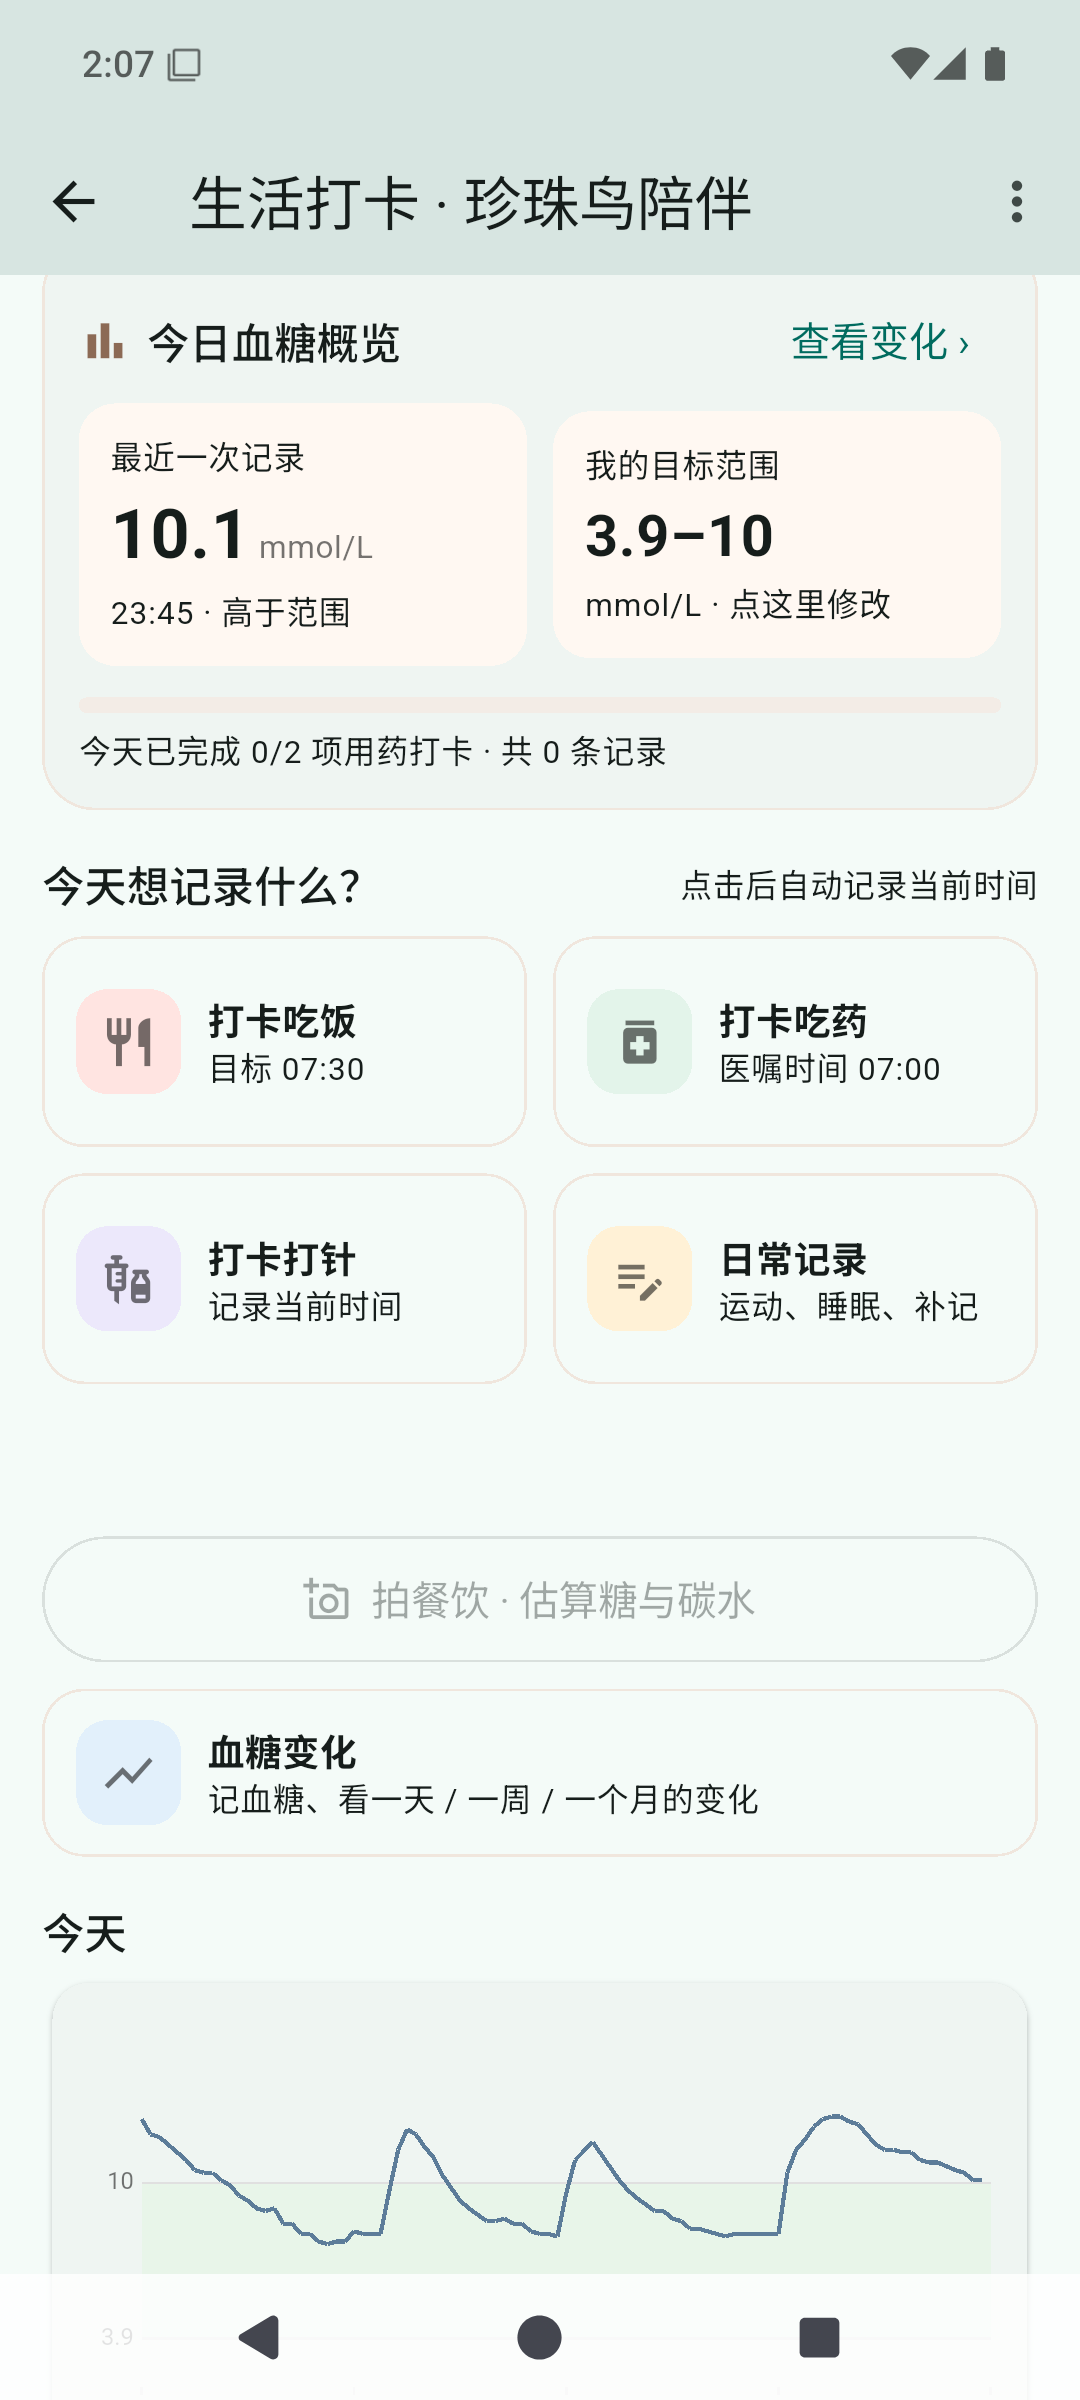 2:07
生活打卡 · 珍珠鸟陪伴
今日血糖概览
查看变化 ›
最近一次记录
10.1 mmol/L
23:45 · 高于范围
我的目标范围
3.9–10
mmol/L · 点这里修改
今天已完成 0/2 项用药打卡 · 共 0 条记录
今天想记录什么？
点击后自动记录当前时间
打卡吃饭
目标 07:30
打卡吃药
医嘱时间 07:00
打卡打针
记录当前时间
日常记录
运动、睡眠、补记
拍餐饮 · 估算糖与碳水
血糖变化
记血糖、看一天 / 一周 / 一个月的变化
今天
10
3.9